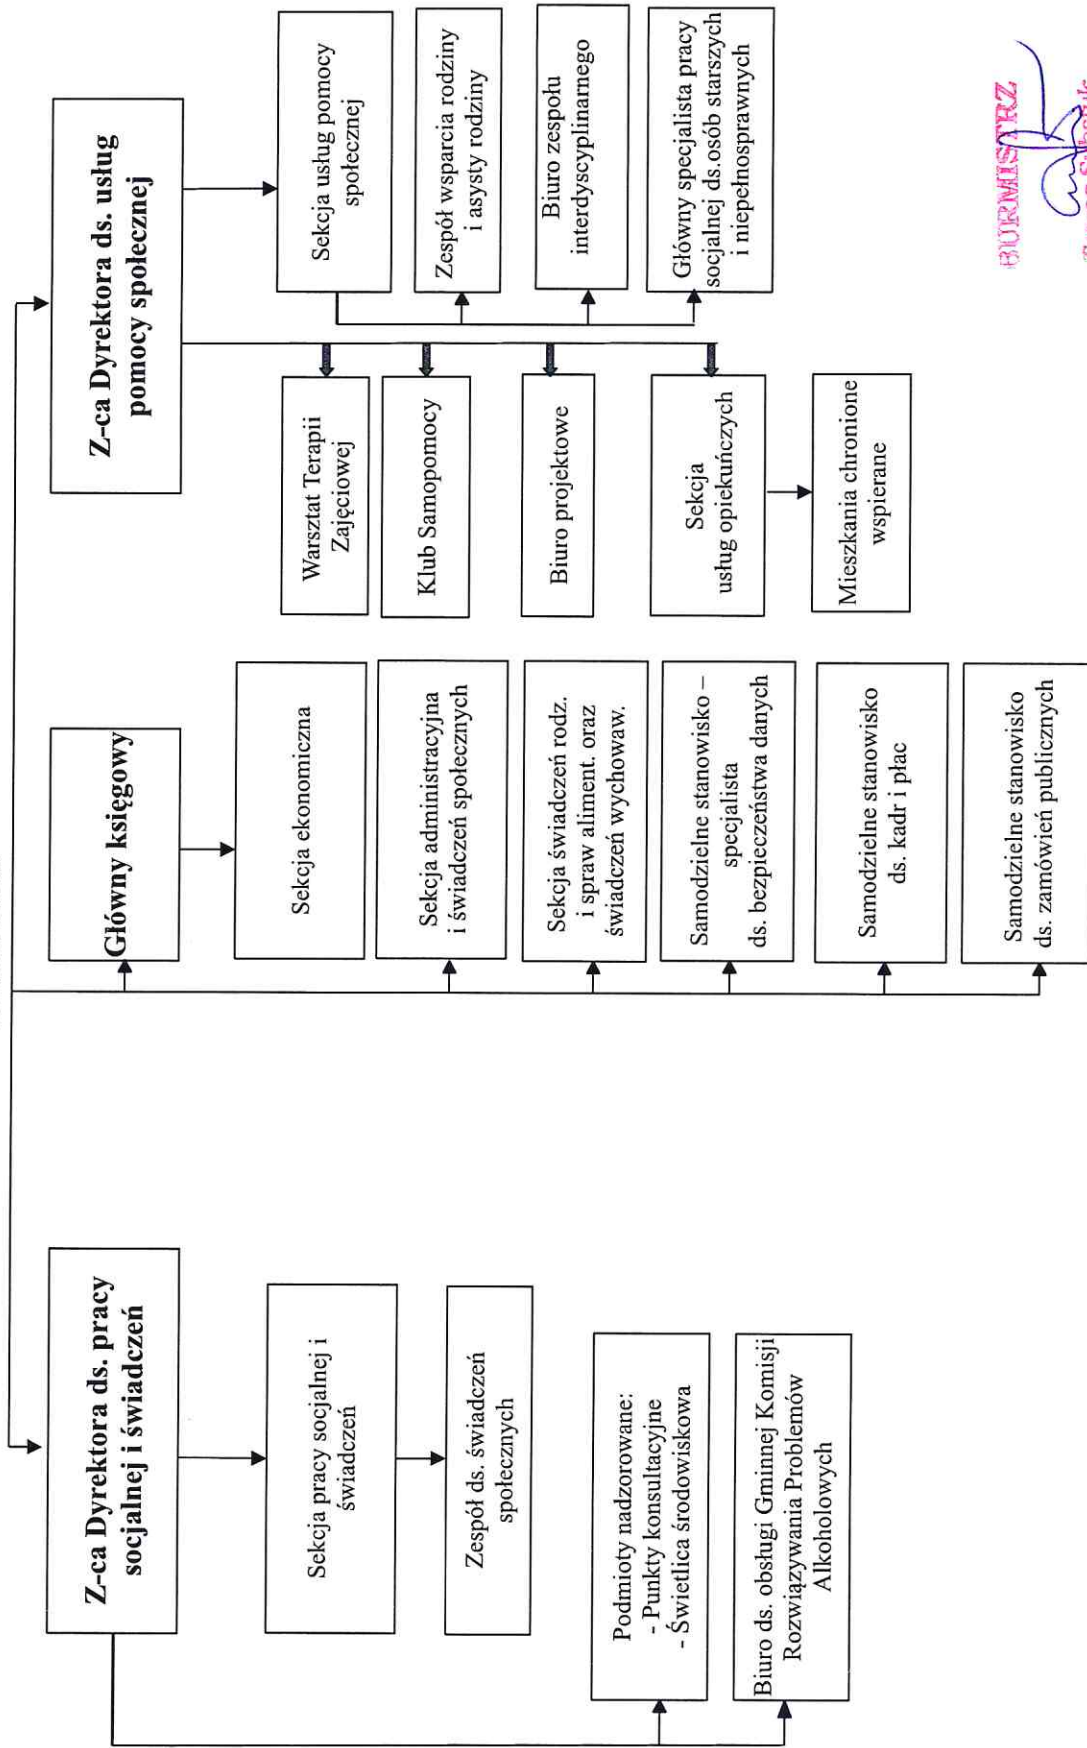 Z-ca Dyrektora ds. pracy
socjalnej i świadczeń
Sekcja pracy socjalnej i
świadczeń
Zespół ds. świadczeń
społecznych
Podmioty nadzorowane:
- Punkty konsultacyjne
- Świetlica środowiskowa
Biuro ds. obsługi Gminnej Komisji
Rozwiązywania Problemów
Alkoholowych
Główny księgowy
Sekcja ekonomiczna
Sekcja administracyjna
i świadczeń społecznych
Sekcja świadczeń rodz.
i spraw aliment. oraz
świadczeń wychowaw.
Samodzielne stanowisko –
specjalista
ds. bezpieczeństwa danych
Samodzielne stanowisko
ds. kadr i płac
Samodzielne stanowisko
ds. zamówień publicznych
Z-ca Dyrektora ds. usług
pomocy społecznej
Warsztat Terapii
Zajęciowej
Klub Samopomocy
Biuro projektowe
Sekcja
usług opiekuńczych
Mieszkania chronione
wspierane
Sekcja usług pomocy
społecznej
Zespół wsparcia rodziny
i asysty rodziny
Biuro zespołu
interdyscyplinarnego
Główny specjalista pracy
socjalnej ds.osób starszych
i niepełnosprawnych
BURMISTRZ